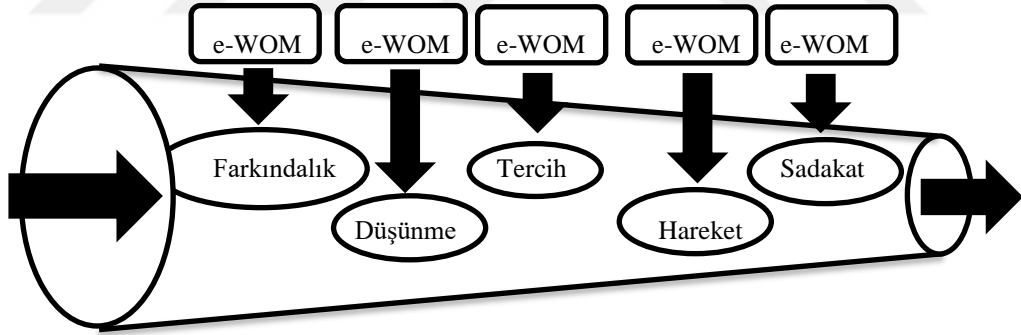 e-WOM
e-WOM
e-WOM
e-WOM
e-WOM
Farkındalık
Düşünme
Tercih
Hareket
Sadakat